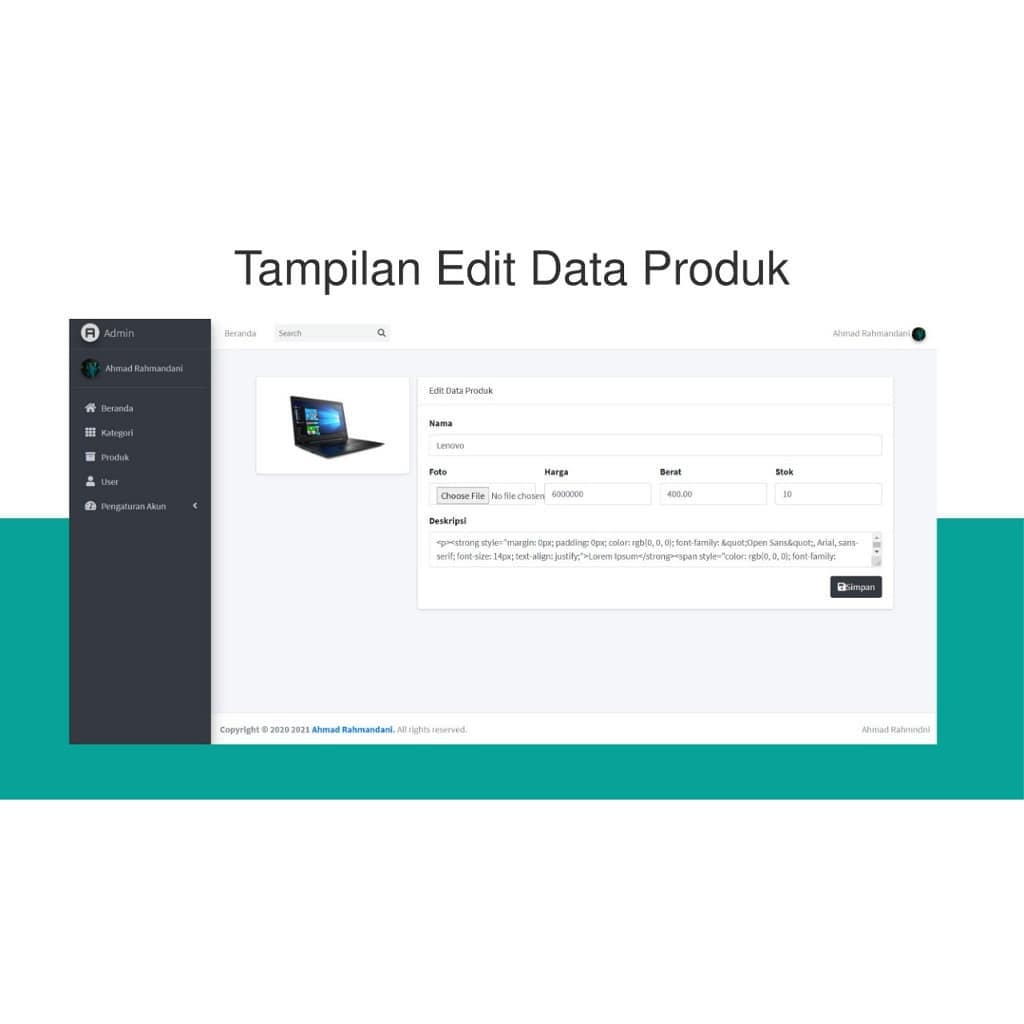 Tampilan Edit Data Produk
Admin
Beranda
Search
Ahmad Rahmandani
Ahmad Rahmandani
Beranda
Kategori
Produk
User
Pengaturan Akun
Edit Data Produk
Nama
Lenovo
Foto Harga Berat Stok
Choose File No file chosen 6000000 400.00 10
Deskripsi
<p><strong style="margin: 0px; padding: 0px; color: rgb(0, 0, 0); font-family: &quot;Open Sans&quot;, Arial, sans-
serif; font-size: 14px; text-align: justify;">Lorem Ipsum</strong><span style="color: rgb(0, 0, 0); font-family:
Simpan
Copyright © 2020 2021 Ahmad Rahmandani. All rights reserved.
Ahmad Rahmndni